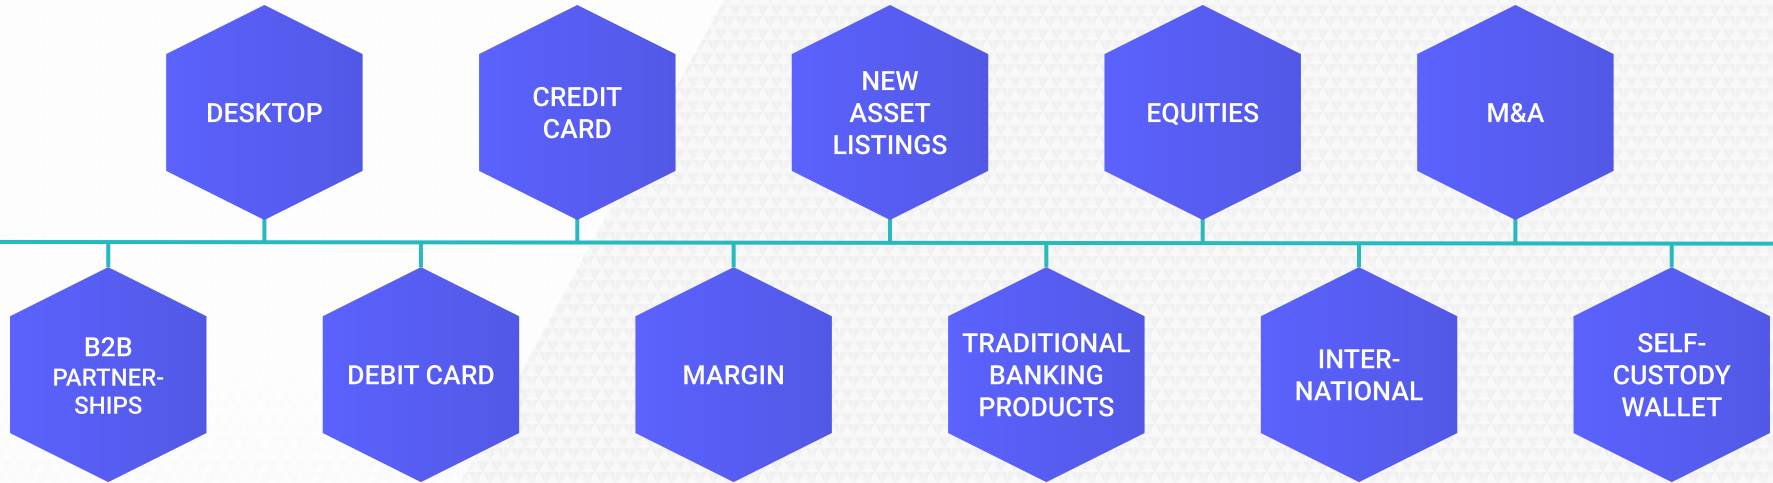 DESKTOP
CREDIT
CARD
NEW
ASSET
LISTINGS
EQUITIES
M&A
B2B
PARTNER-
SHIPS
DEBIT CARD
MARGIN
TRADITIONAL
BANKING
PRODUCTS
INTER-
NATIONAL
SELF-
CUSTODY
WALLET